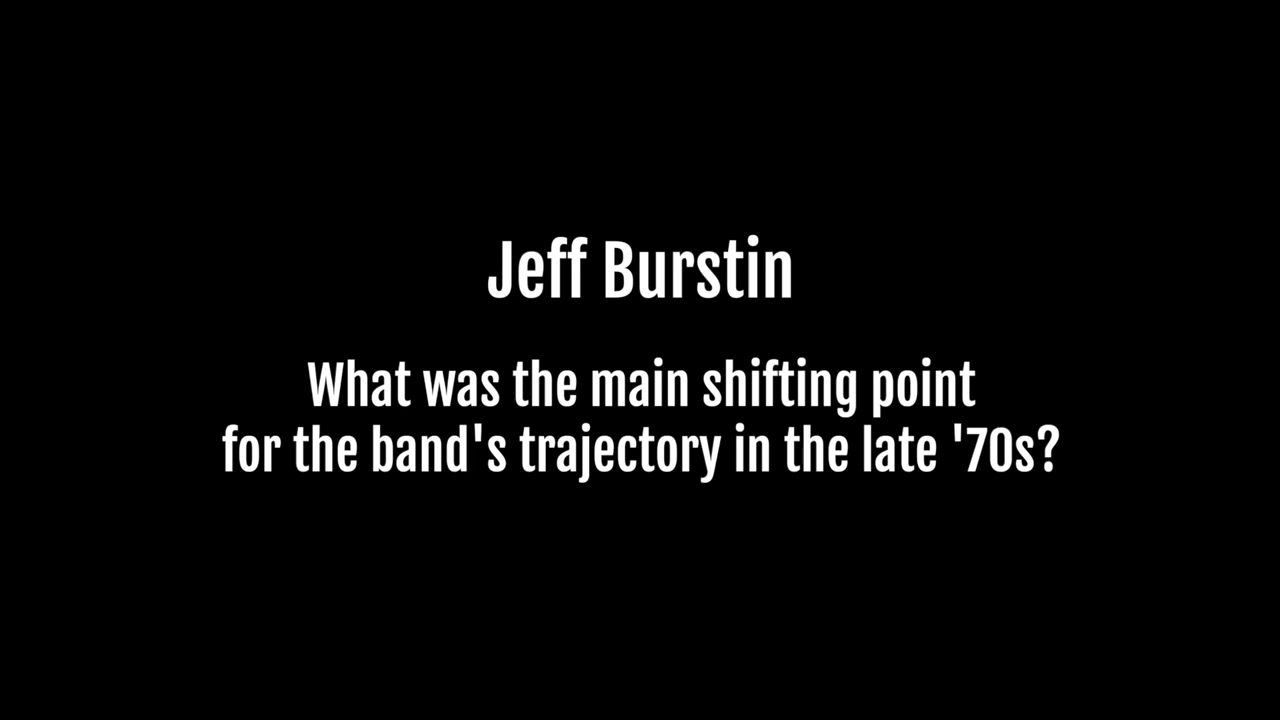 Jeff Burstin
What was the main shifting point
for the band's trajectory in the late '70s?